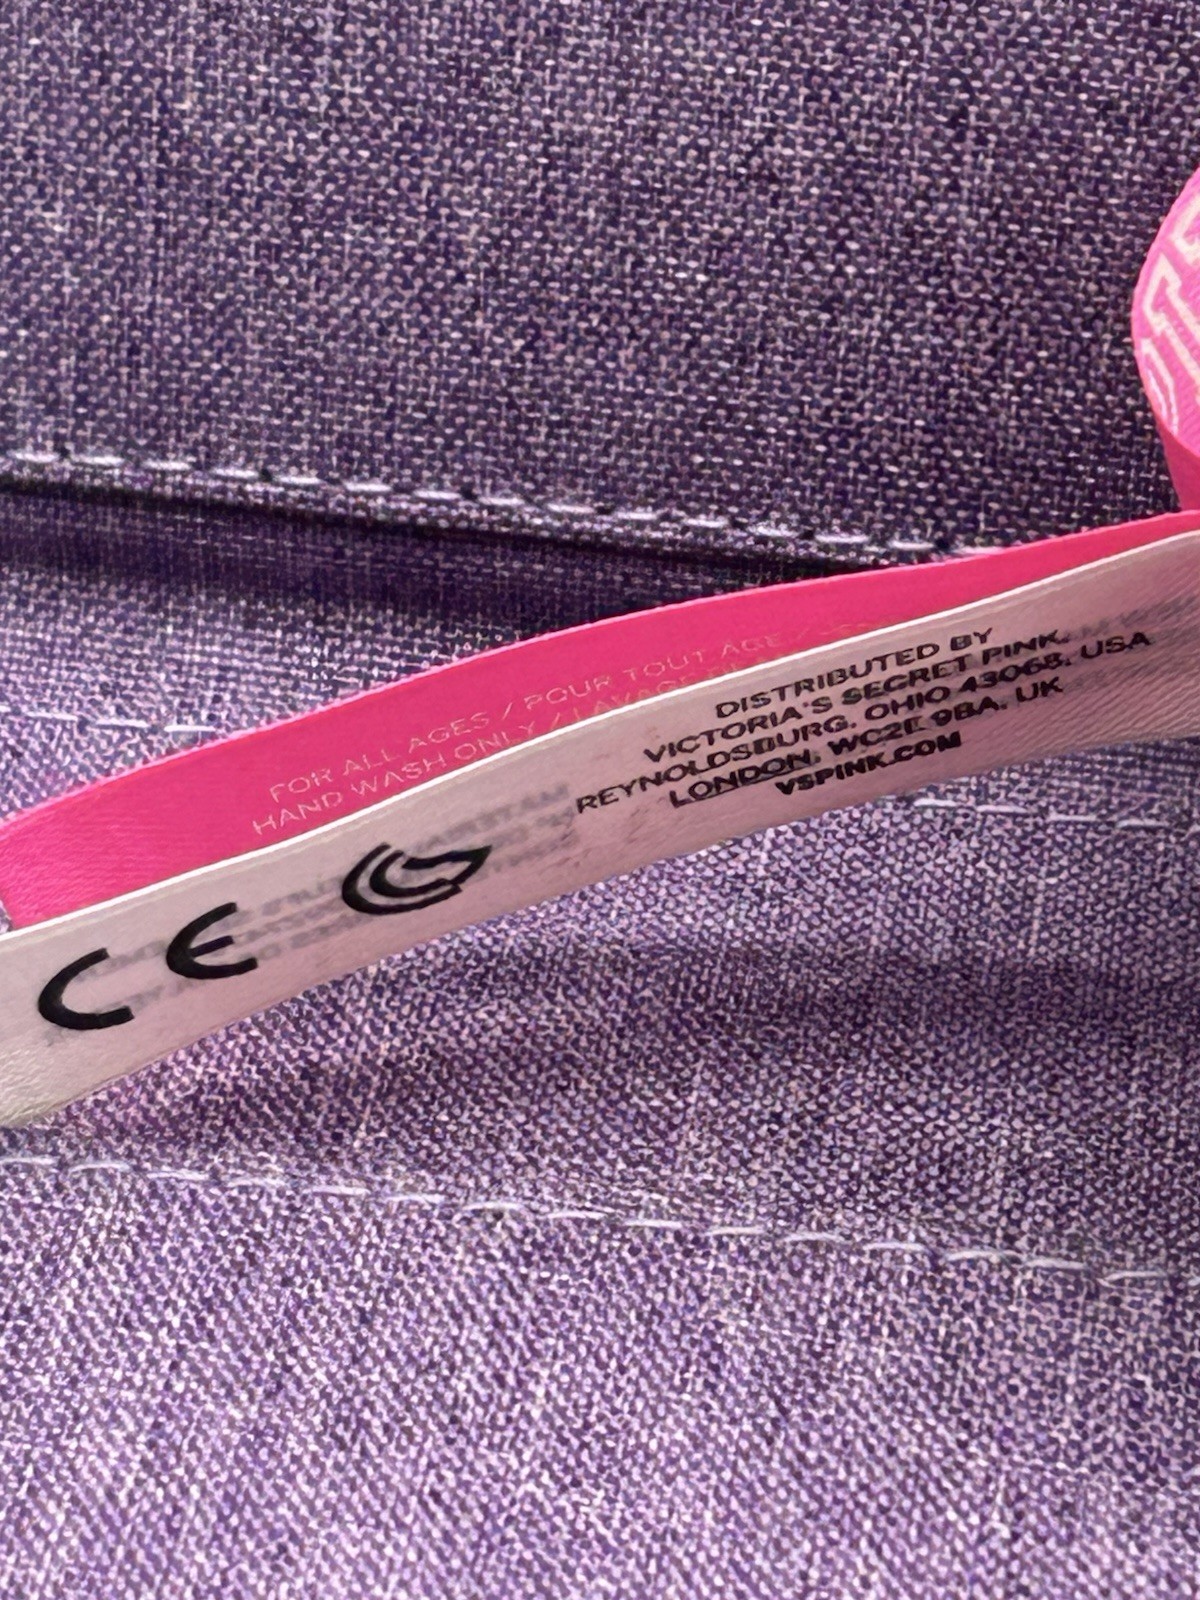 FOR ALL AGES / POUR TOUT AGE /
HAND WASH ONLY / LAVAGE
DISTRIBUTED BY
VICTORIA'S SECRET PINK,
REYNOLDSBURG, OHIO 43068, USA
LONDON, WC2E 9BA, UK
VSPINK.COM
CE